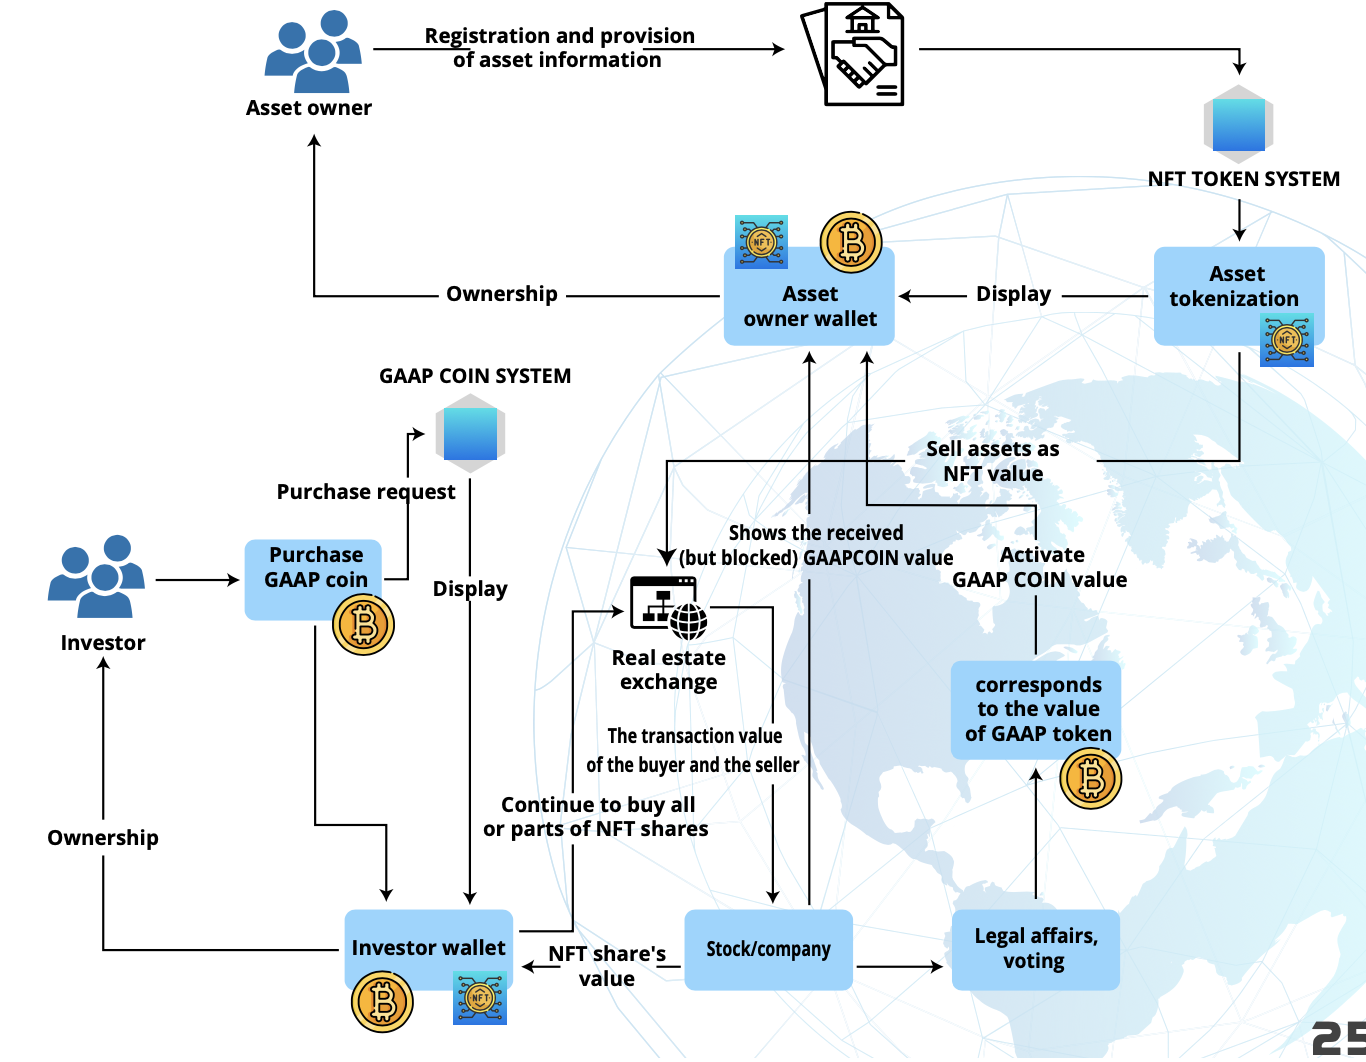 Registration and provision
of asset information
Asset owner
NFT TOKEN SYSTEM
NFT
Asset
owner wallet
Ownership
Display
Asset
tokenization
NFT
GAAP COIN SYSTEM
Sell assets as
NFT value
Purchase request
Shows the received
(but blocked) GAAPCOIN value
Activate
GAAP COIN value
Purchase
GAAP coin
Display
Investor
Real estate
exchange
corresponds
to the value
of GAAP token
The transaction value
of the buyer and the seller
Continue to buy all
or parts of NFT shares
Ownership
Investor wallet
NFT
NFT share's
value
Stock/company
Legal affairs,
voting
25